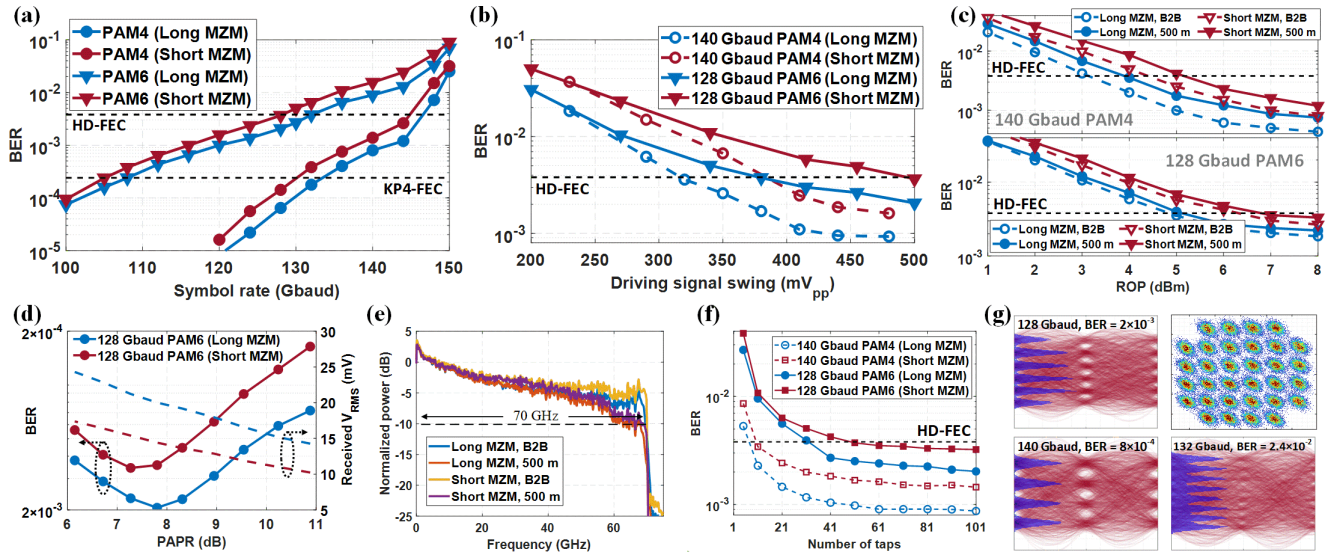 (a)
PAM4 (Long MZM)
PAM4 (Short MZM)
PAM6 (Long MZM)
PAM6 (Short MZM)
HD-FEC
KP4-FEC
BER
10⁻¹
10⁻²
10⁻³
10⁻⁴
10⁻⁵
100 110 120 130 140 150
Symbol rate (Gbaud)
(b)
140 Gbaud PAM4 (Long MZM)
140 Gbaud PAM4 (Short MZM)
128 Gbaud PAM6 (Long MZM)
128 Gbaud PAM6 (Short MZM)
HD-FEC
BER
10⁻¹
10⁻²
10⁻³
200 250 300 350 400 450 500
Driving signal swing (mVpp)
(c)
Long MZM, B2B Short MZM, B2B
Long MZM, 500 m Short MZM, 500 m
HD-FEC
140 Gbaud PAM4
BER
10⁻²
10⁻³
128 Gbaud PAM6
HD-FEC
Long MZM, B2B Short MZM, B2B
Long MZM, 500 m Short MZM, 500 m
BER
10⁻²
10⁻³
1 2 3 4 5 6 7 8
ROP (dBm)
(d)
128 Gbaud PAM6 (Long MZM)
128 Gbaud PAM6 (Short MZM)
BER
2×10⁻⁴
2×10⁻³
30
25
20
15
10
5
Received VRMS (mV)
6 7 8 9 10 11
PAPR (dB)
(e)
Normalized power (dB)
5
0
-5
-10
-15
-20
-25
70 GHz
Long MZM, B2B
Long MZM, 500 m
Short MZM, B2B
Short MZM, 500 m
0 20 40 60
Frequency (GHz)
(f)
140 Gbaud PAM4 (Long MZM)
140 Gbaud PAM4 (Short MZM)
128 Gbaud PAM6 (Long MZM)
128 Gbaud PAM6 (Short MZM)
HD-FEC
BER
10⁻²
10⁻³
1 21 41 61 81 101
Number of taps
(g)
128 Gbaud, BER = 2×10⁻³
140 Gbaud, BER = 8×10⁻⁴
132 Gbaud, BER = 2.4×10⁻²